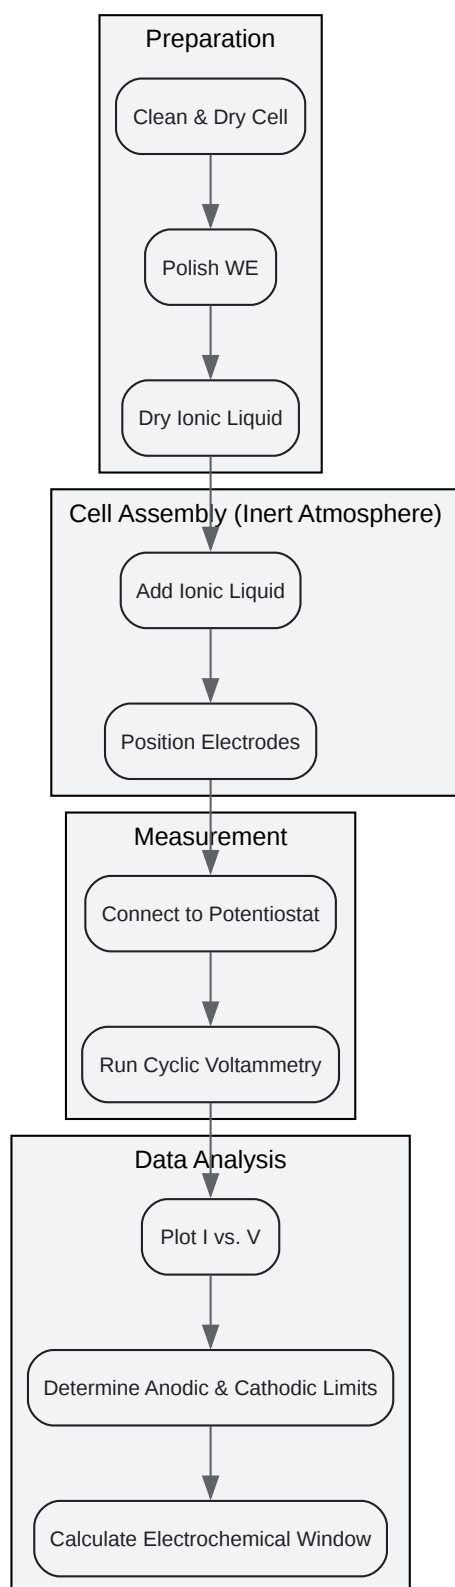 Preparation
Clean & Dry Cell
Polish WE
Dry Ionic Liquid
Cell Assembly (Inert Atmosphere)
Add Ionic Liquid
Position Electrodes
Measurement
Connect to Potentiostat
Run Cyclic Voltammetry
Data Analysis
Plot I vs. V
Determine Anodic & Cathodic Limits
Calculate Electrochemical Window